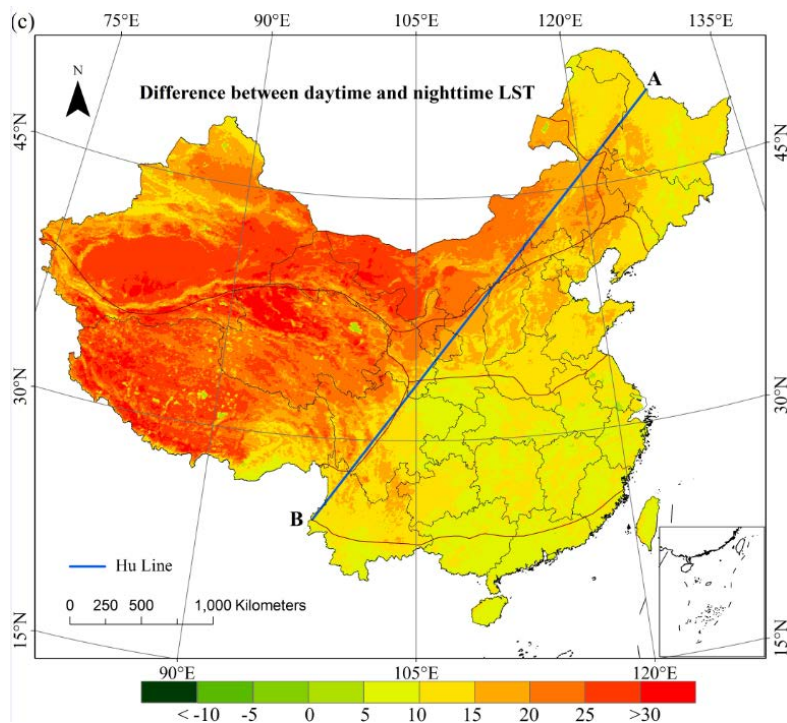 (c)
75°E 90°E 105°E 120°E 135°E
N
Difference between daytime and nighttime LST
A
45°N
45°N
30°N
30°N
B
Hu Line
0 250 500 1,000 Kilometers
15°N
15°N
90°E 105°E 120°E
< -10 -5 0 5 10 15 20 25 >30